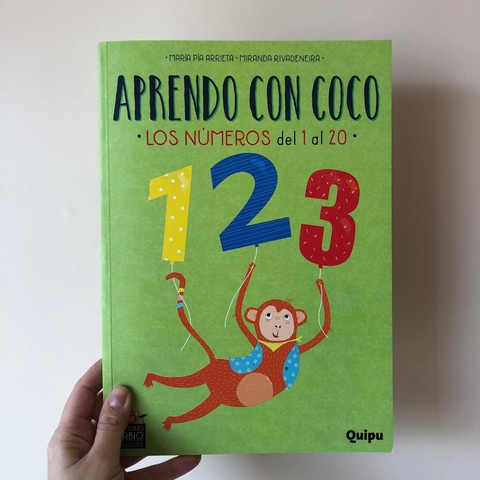 • MARÍA PÍA ARRIETA • MIRANDA RIVADENEIRA •
APRENDO CON COCO
• LOS NÚMEROS del 1 al 20 •
1 2 3
Quipu